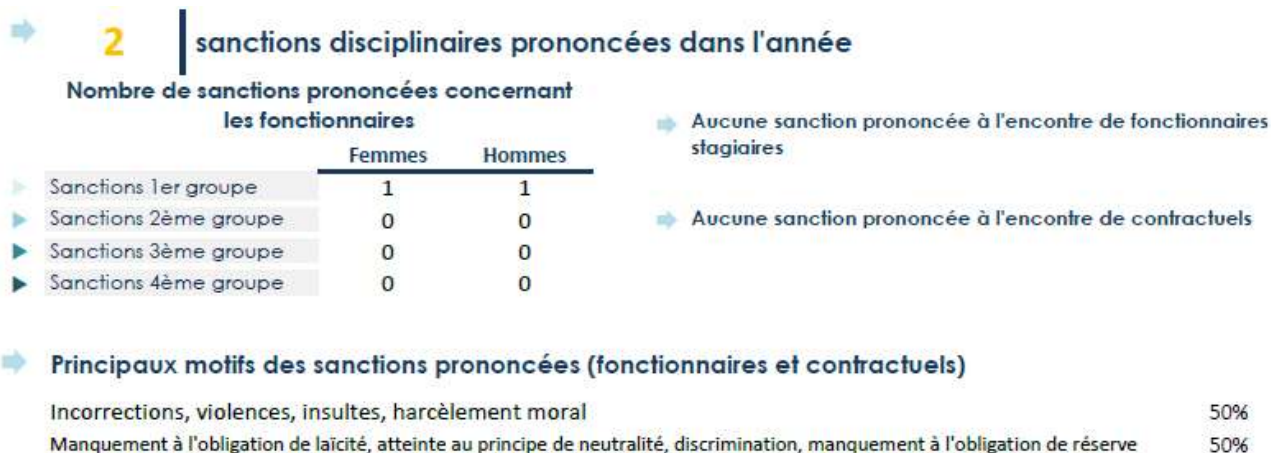 2 sanctions disciplinaires prononcées dans l'année
Nombre de sanctions prononcées concernant
les fonctionnaires
Femmes Hommes
Sanctions 1er groupe 1 1
Sanctions 2ème groupe 0 0
Sanctions 3ème groupe 0 0
Sanctions 4ème groupe 0 0
Aucune sanction prononcée à l'encontre de fonctionnaires
stagiaires
Aucune sanction prononcée à l'encontre de contractuels
Principaux motifs des sanctions prononcées (fonctionnaires et contractuels)
Incorrections, violences, insultes, harcèlement moral 50%
Manquement à l'obligation de laïcité, atteinte au principe de neutralité, discrimination, manquement à l'obligation de réserve 50%